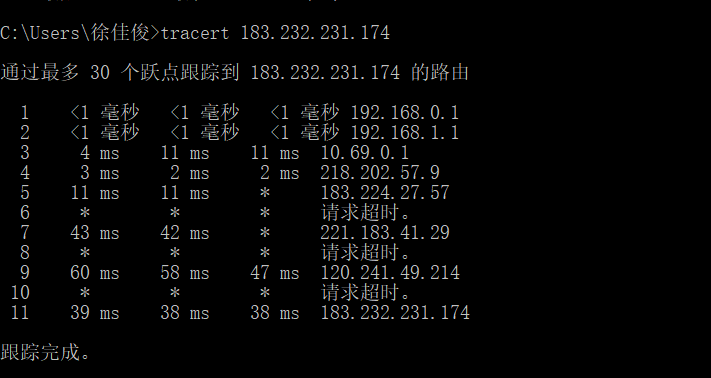 C:\Users\徐佳俊>tracert 183.232.231.174
通过最多 30 个跃点跟踪到 183.232.231.174 的路由
1 <1 毫秒 <1 毫秒 <1 毫秒 192.168.0.1
2 <1 毫秒 <1 毫秒 <1 毫秒 192.168.1.1
3 4 ms 11 ms 11 ms 10.69.0.1
4 3 ms 2 ms 2 ms 218.202.57.9
5 11 ms 11 ms * 183.224.27.57
6 * * * 请求超时。
7 43 ms 42 ms * 221.183.41.29
8 * * * 请求超时。
9 60 ms 58 ms 47 ms 120.241.49.214
10 * * * 请求超时。
11 39 ms 38 ms 38 ms 183.232.231.174
跟踪完成。